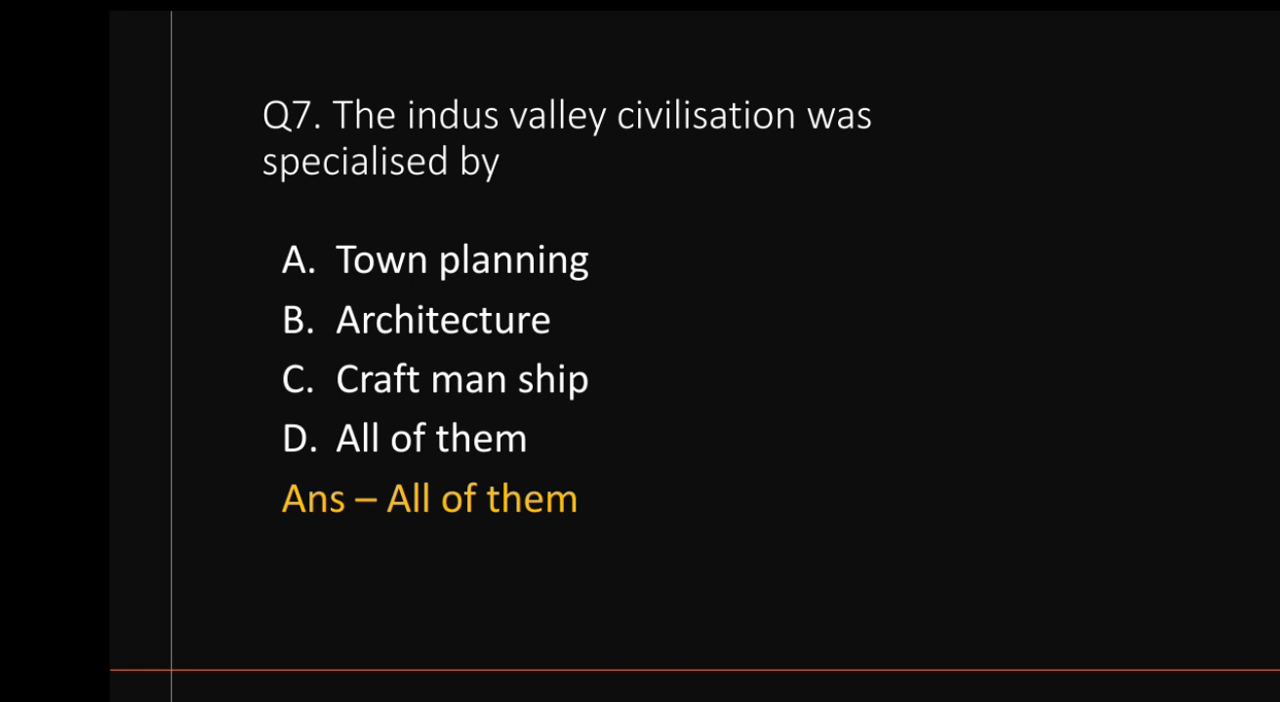 Q7. The indus valley civilisation was
specialised by
A. Town planning
B. Architecture
C. Craft man ship
D. All of them
Ans – All of them